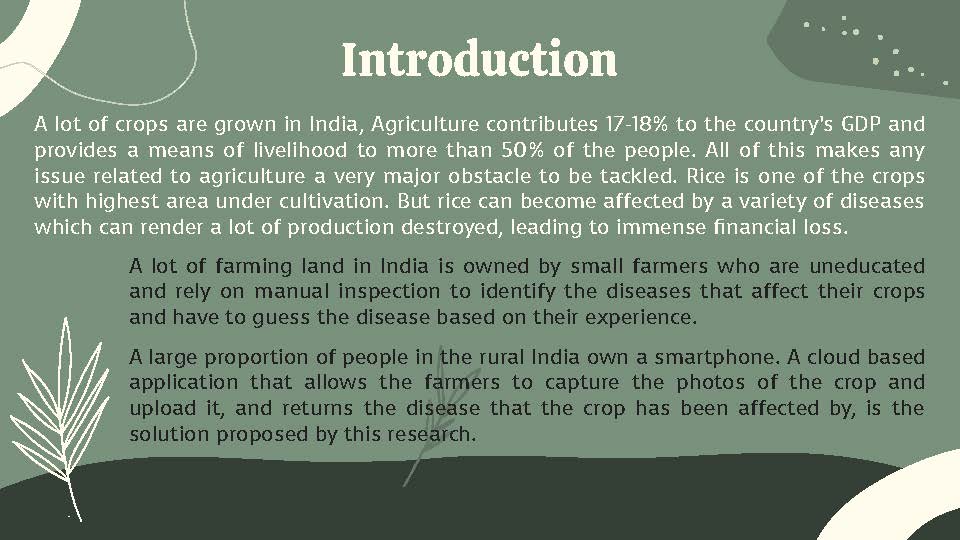 Introduction
A lot of crops are grown in India, Agriculture contributes 17-18% to the country's GDP and
provides a means of livelihood to more than 50% of the people. All of this makes any
issue related to agriculture a very major obstacle to be tackled. Rice is one of the crops
with highest area under cultivation. But rice can become affected by a variety of diseases
which can render a lot of production destroyed, leading to immense financial loss.
A lot of farming land in India is owned by small farmers who are uneducated
and rely on manual inspection to identify the diseases that affect their crops
and have to guess the disease based on their experience.
A large proportion of people in the rural India own a smartphone. A cloud based
application that allows the farmers to capture the photos of the crop and
upload it, and returns the disease that the crop has been affected by, is the
solution proposed by this research.